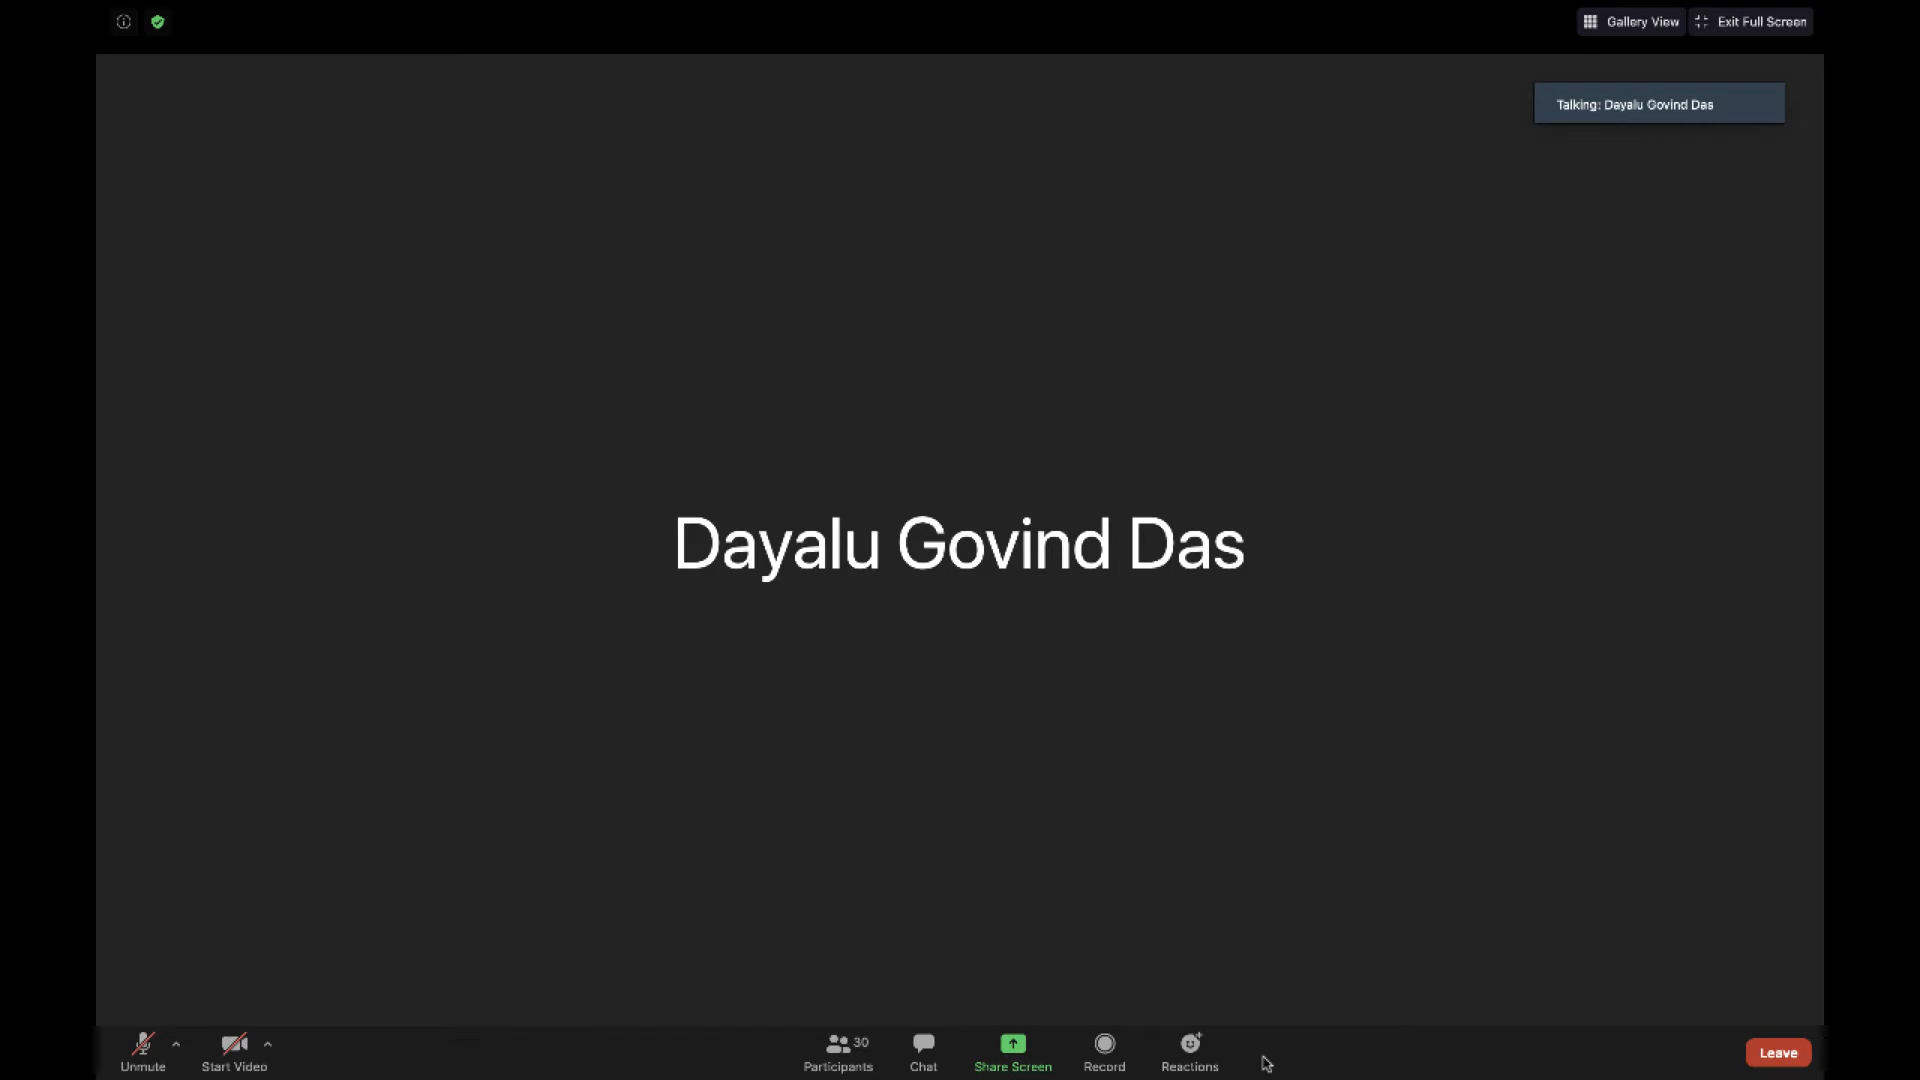 Gallery View
Exit Full Screen
Talking: Dayalu Govind Das
Dayalu Govind Das
Unmute
Start Video
30
Participants
Chat
Share Screen
Record
Reactions
Leave